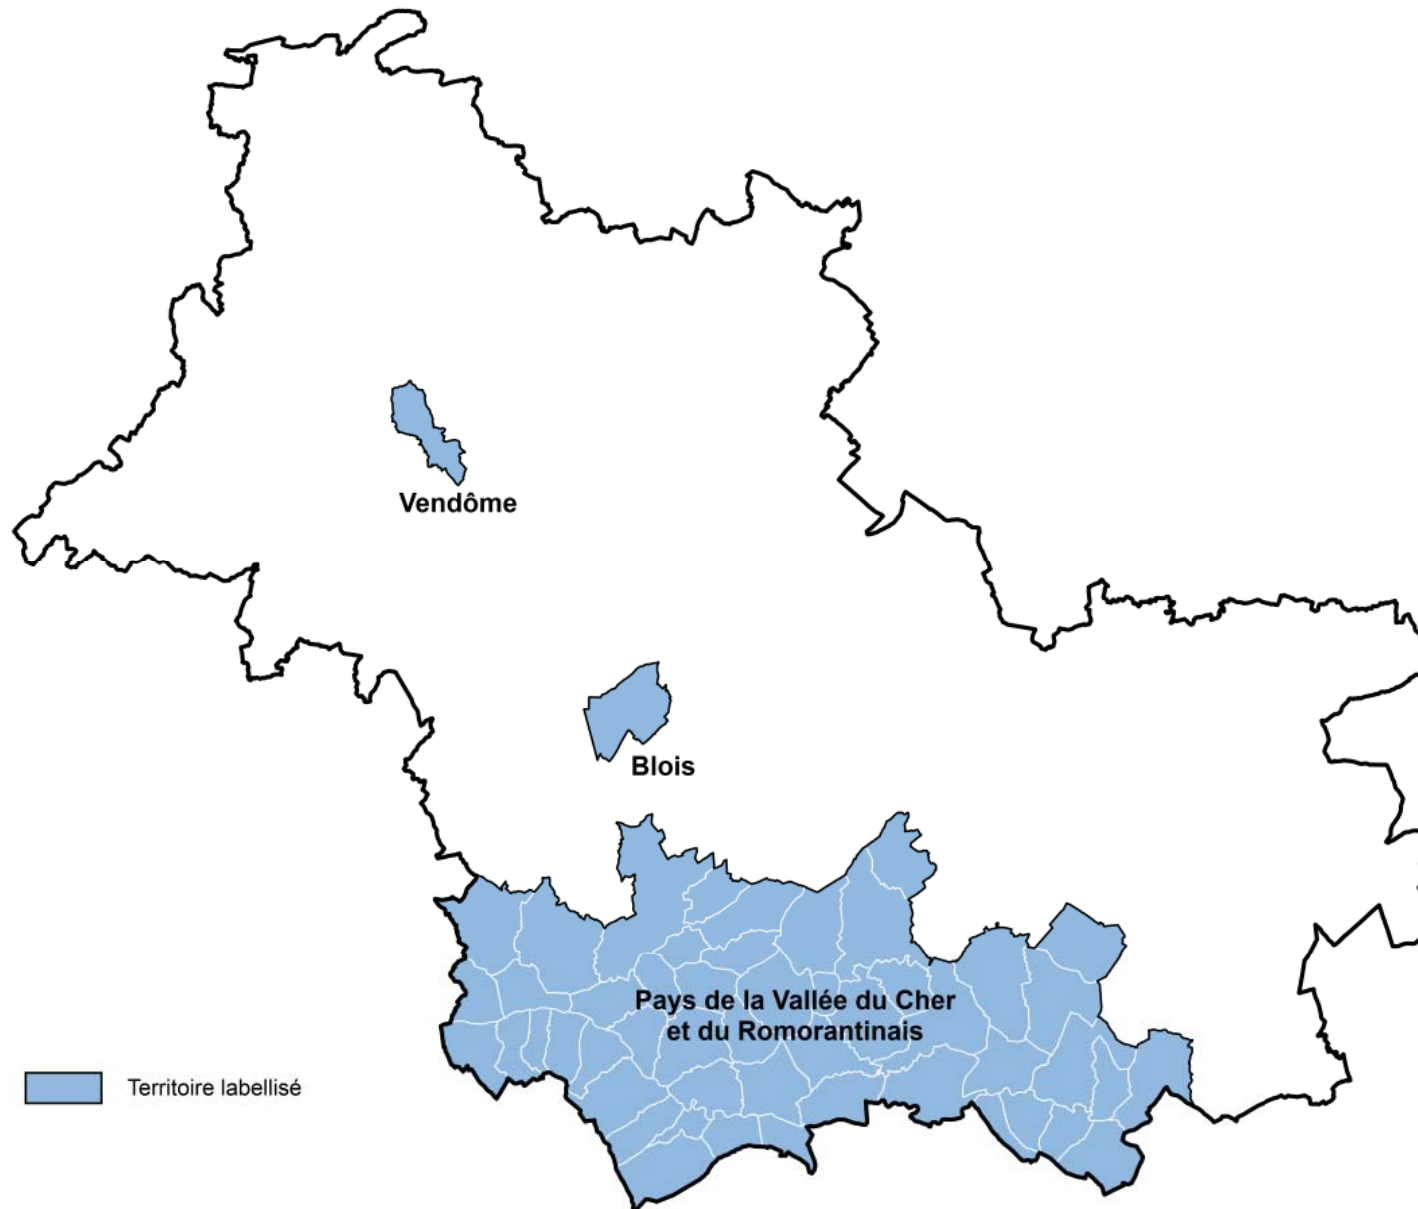 Vendôme
Blois
Pays de la Vallée du Cher
et du Romorantinais
Territoire labellisé